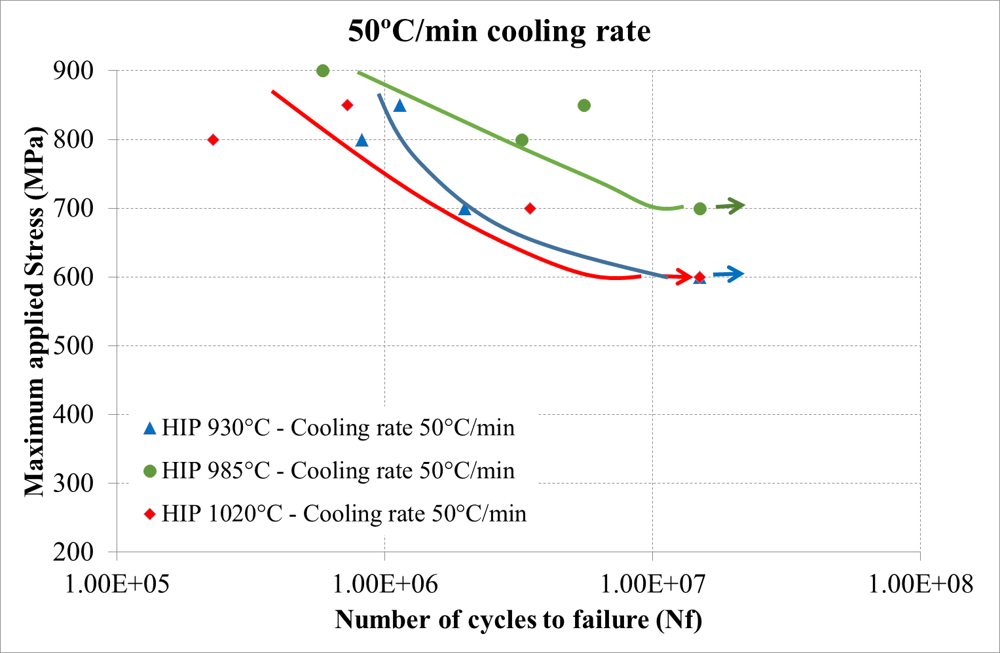 50ºC/min cooling rate
Maximum applied Stress (MPa)
900
800
700
600
500
400
300
200
HIP 930°C - Cooling rate 50°C/min
HIP 985°C - Cooling rate 50°C/min
HIP 1020°C - Cooling rate 50°C/min
1.00E+05 1.00E+06 1.00E+07 1.00E+08
Number of cycles to failure (Nf)